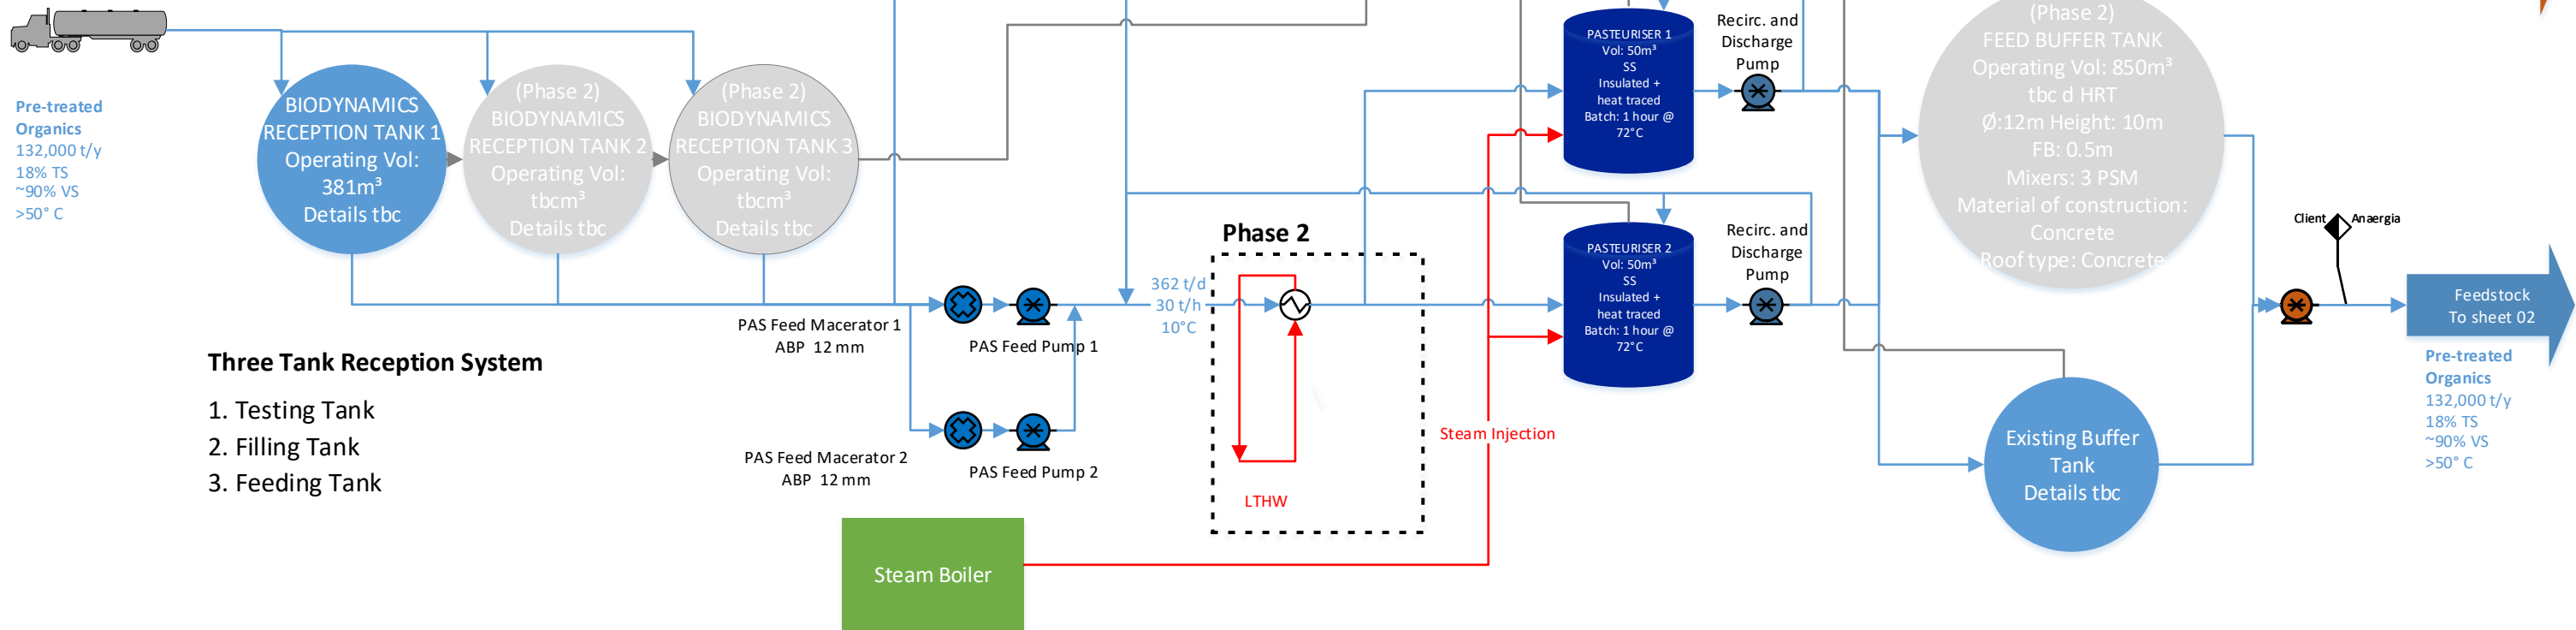 Pre-treated
Organics
132,000 t/y
18% TS
~90% VS
>50° C
BIODYNAMICS
RECEPTION TANK 1
Operating Vol:
381m³
Details tbc
(Phase 2)
BIODYNAMICS
RECEPTION TANK 2
Operating Vol:
tbcm³
Details tbc
(Phase 2)
BIODYNAMICS
RECEPTION TANK 3
Operating Vol:
tbcm³
Details tbc
Three Tank Reception System
1. Testing Tank
2. Filling Tank
3. Feeding Tank
PAS Feed Macerator 1
ABP 12 mm
PAS Feed Pump 1
PAS Feed Macerator 2
ABP 12 mm
PAS Feed Pump 2
Steam Boiler
362 t/d
30 t/h
10°C
Phase 2
LTHW
Steam Injection
PASTEURISER 1
Vol: 50m³
SS
Insulated +
heat traced
Batch: 1 hour @
72°C
Recirc. and
Discharge
Pump
PASTEURISER 2
Vol: 50m³
SS
Insulated +
heat traced
Batch: 1 hour @
72°C
Recirc. and
Discharge
Pump
(Phase 2)
FEED BUFFER TANK
Operating Vol: 850m³
tbc d HRT
Ø:12m Height: 10m
FB: 0.5m
Mixers: 3 PSM
Material of construction:
Concrete
Roof type: Concrete
Existing Buffer
Tank
Details tbc
Client
Anaergia
Feedstock
To sheet 02
Pre-treated
Organics
132,000 t/y
18% TS
~90% VS
>50° C